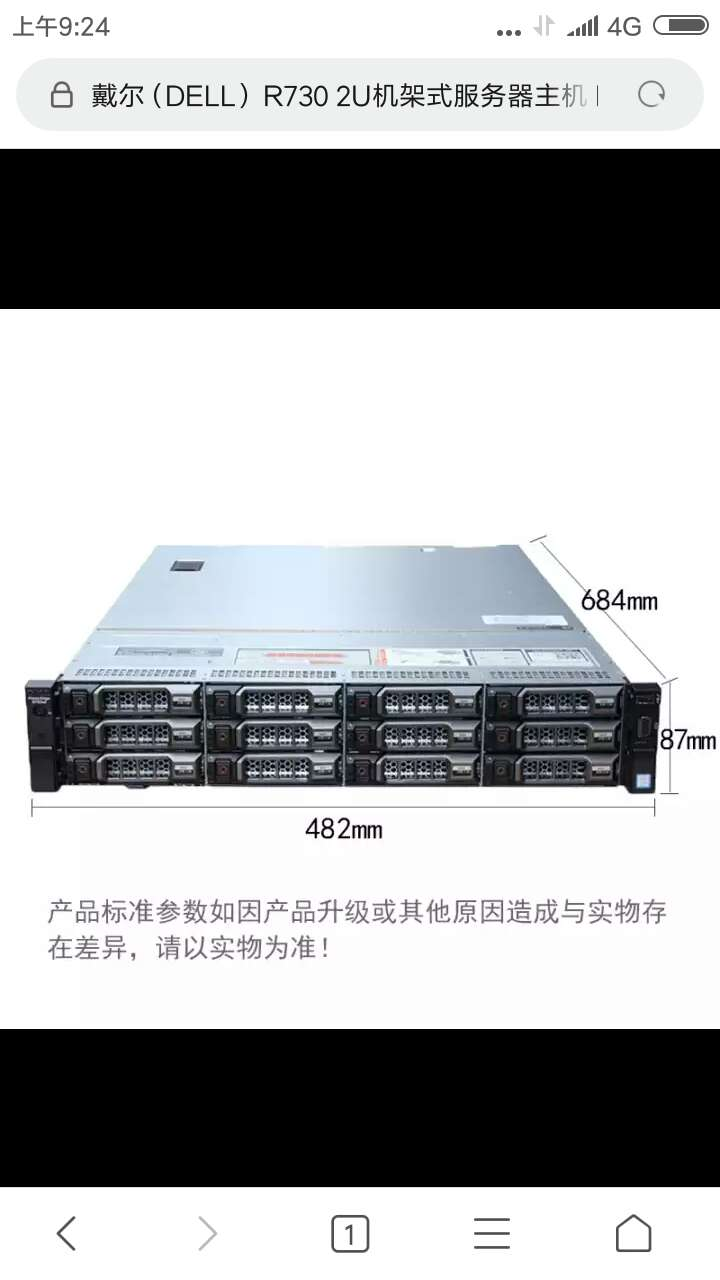 上午9:24
4G
戴尔（DELL）R730 2U机架式服务器主机
684mm
87mm
482mm
产品标准参数如因产品升级或其他原因造成与实物存
在差异，请以实物为准！
1